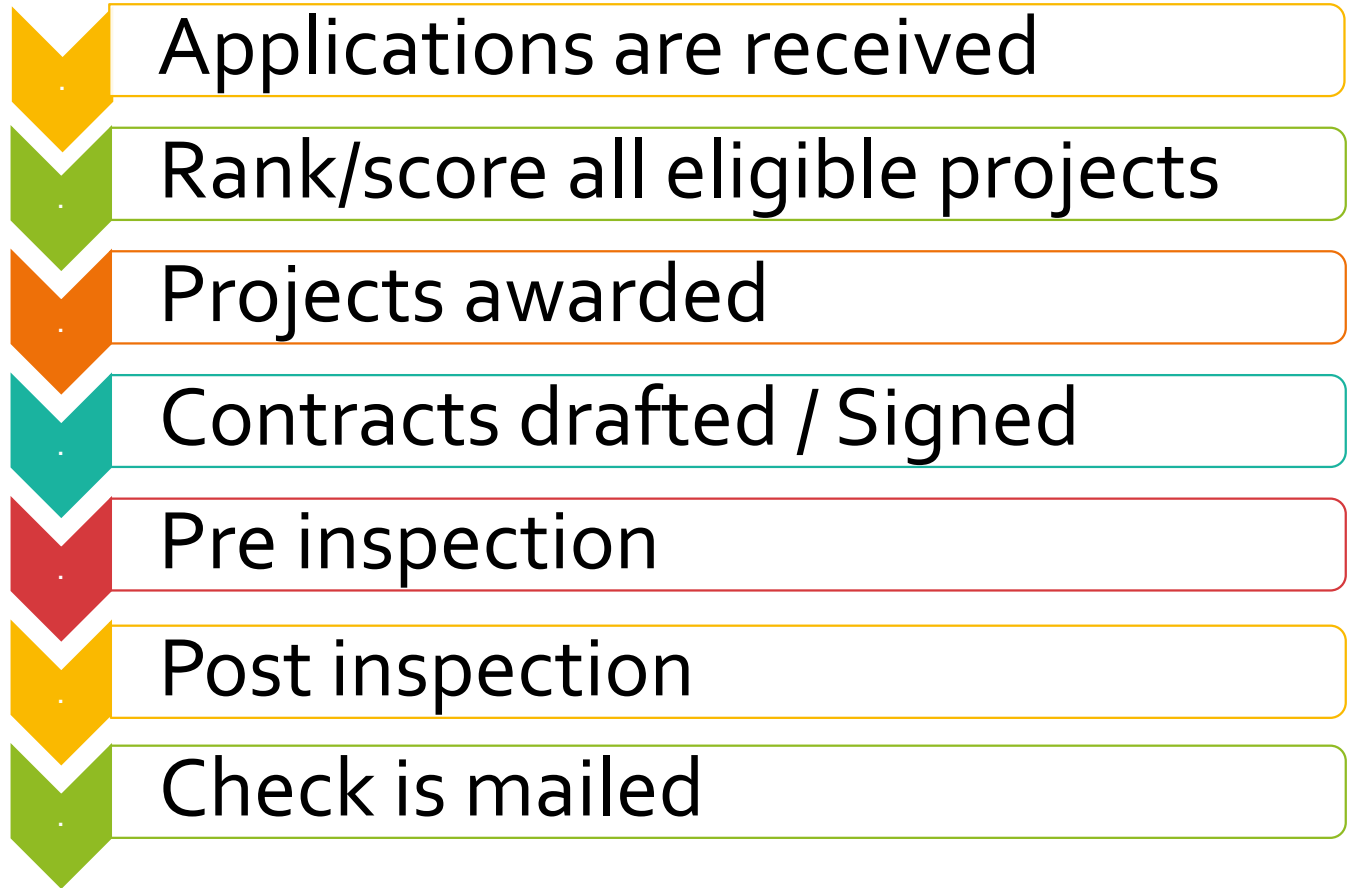 Applications are received
Rank/score all eligible projects
Projects awarded
Contracts drafted / Signed
Pre inspection
Post inspection
Check is mailed